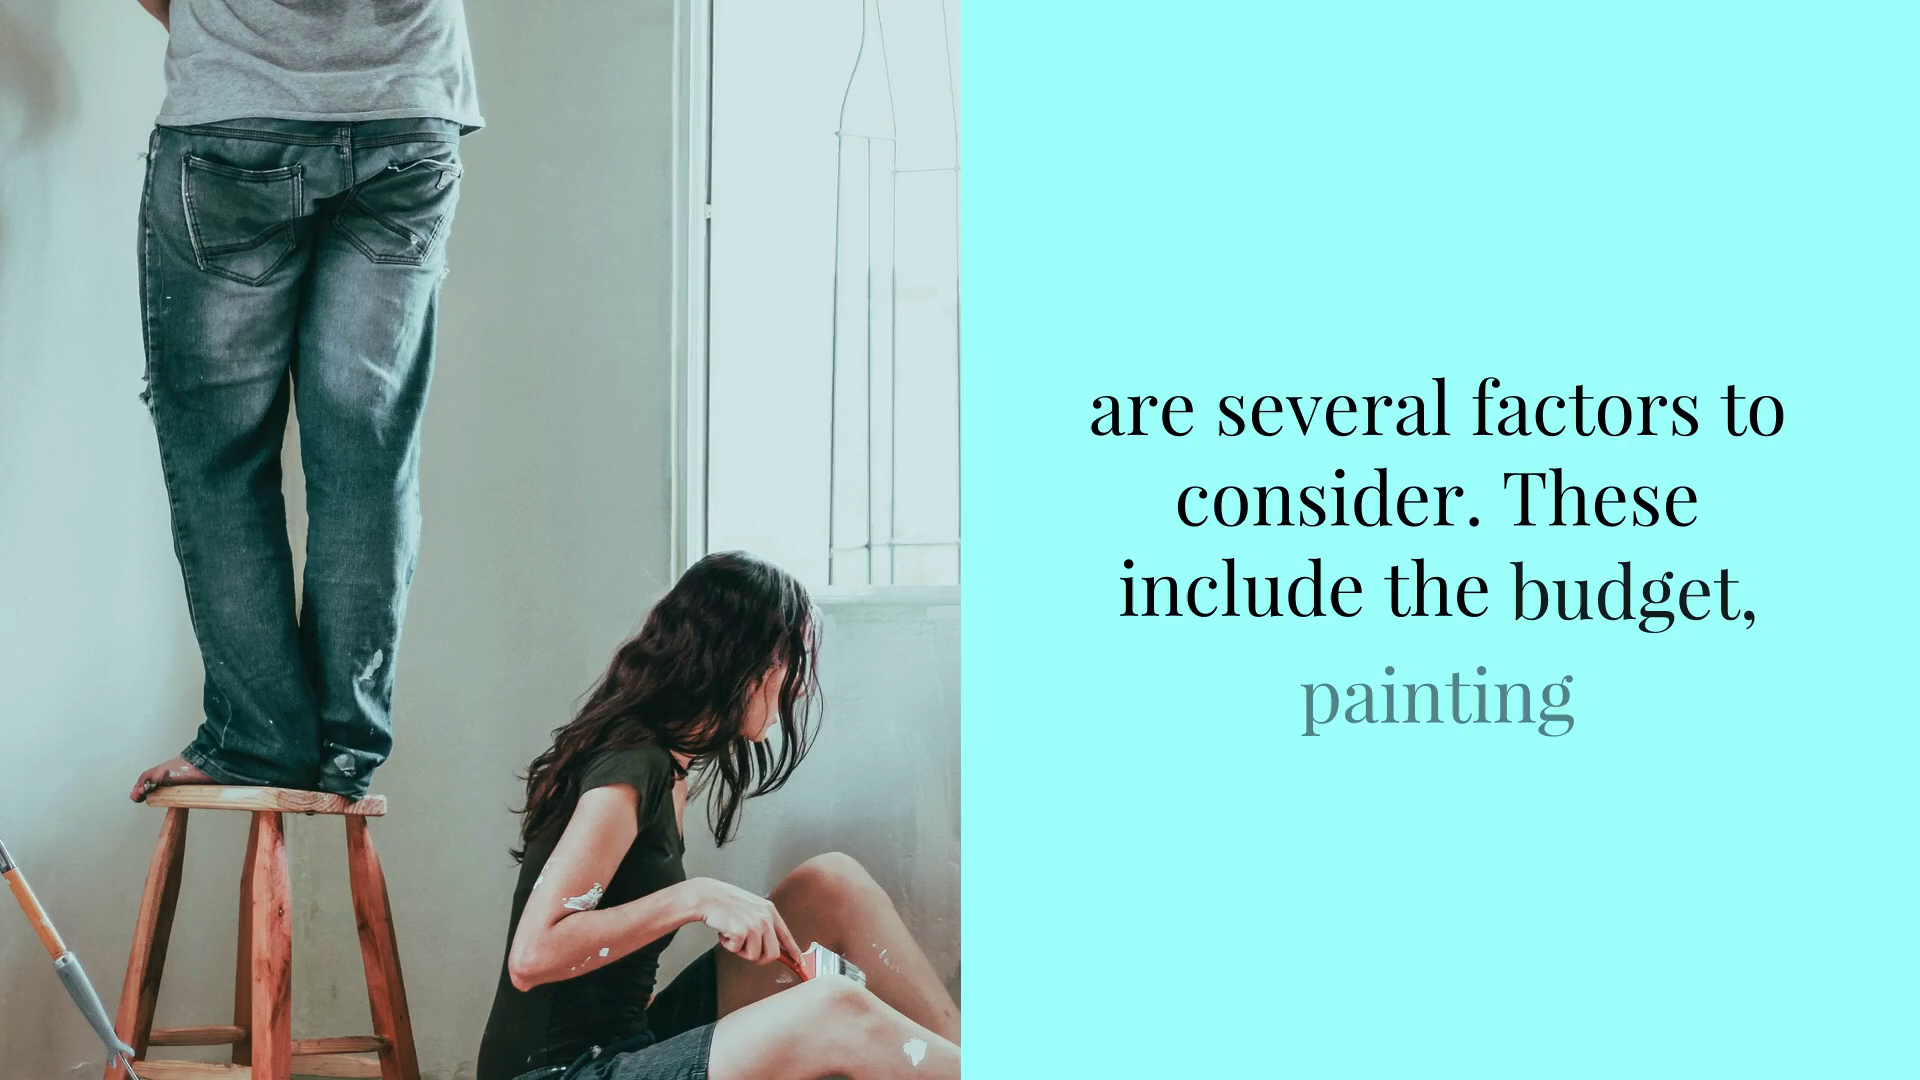 are several factors to
consider. These
include the budget,
painting